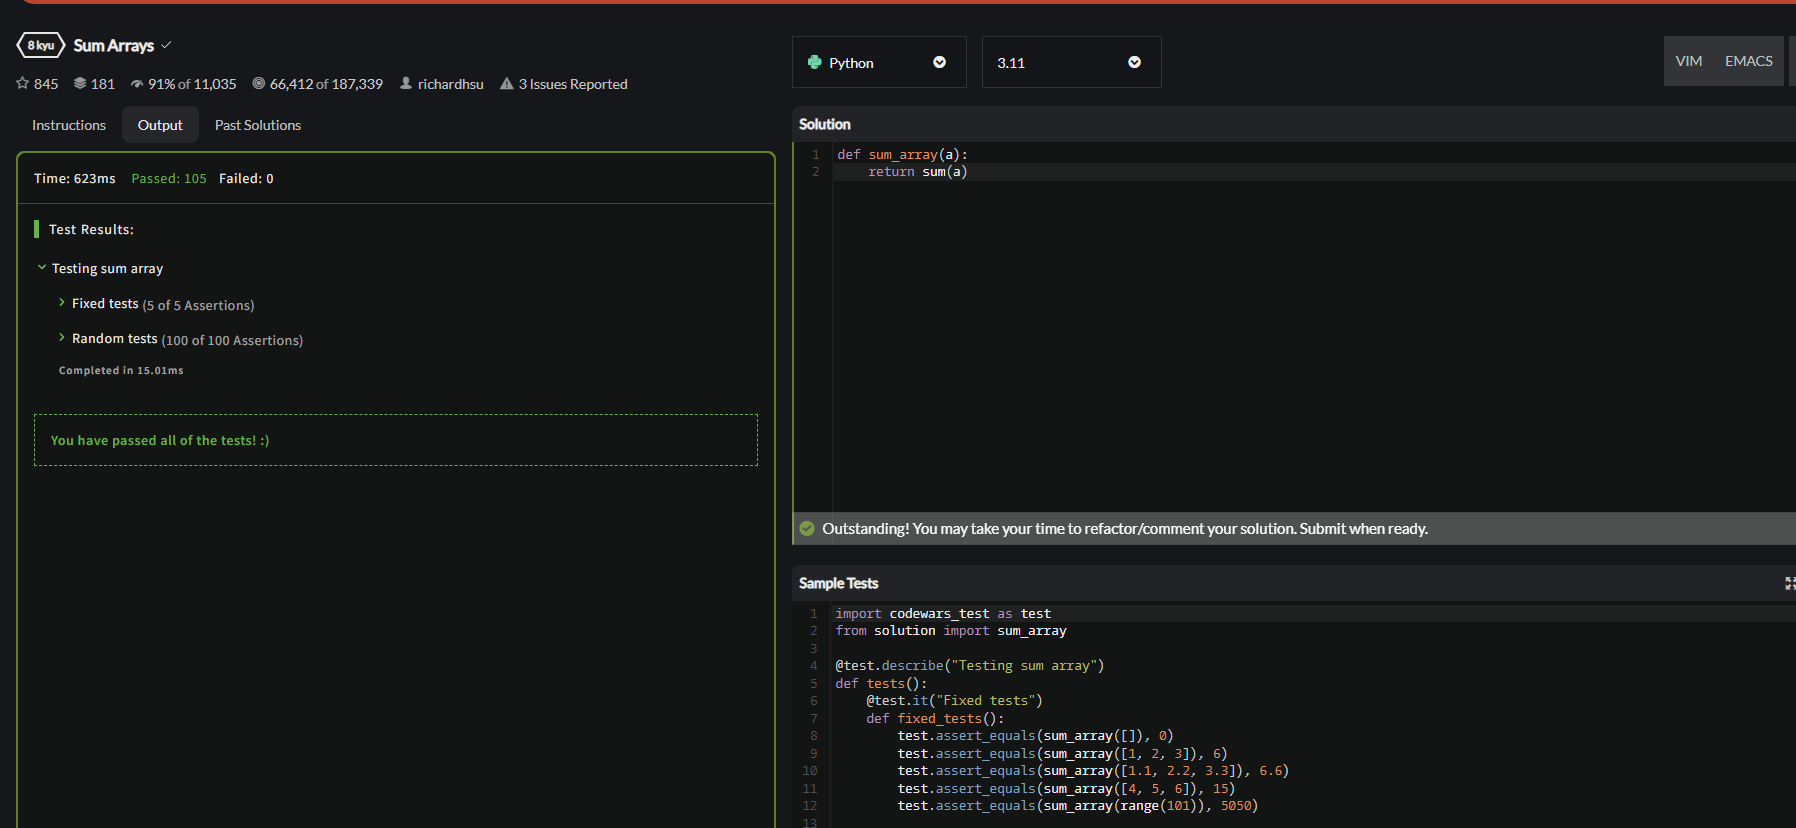 8 kyu Sum Arrays
845 181 91% of 11,035 66,412 of 187,339 richardhsu 3 Issues Reported
Instructions Output Past Solutions
Time: 623ms Passed: 105 Failed: 0
Test Results:
Testing sum array
Fixed tests (5 of 5 Assertions)
Random tests (100 of 100 Assertions)
Completed in 15.01ms
You have passed all of the tests! :)
Python 3.11 VIM EMACS
Solution
1 def sum_array(a):
2     return sum(a)
Outstanding! You may take your time to refactor/comment your solution. Submit when ready.
Sample Tests
1 import codewars_test as test
2 from solution import sum_array
3
4 @test.describe("Testing sum array")
5 def tests():
6     @test.it("Fixed tests")
7     def fixed_tests():
8         test.assert_equals(sum_array([]), 0)
9         test.assert_equals(sum_array([1, 2, 3]), 6)
10         test.assert_equals(sum_array([1.1, 2.2, 3.3]), 6.6)
11         test.assert_equals(sum_array([4, 5, 6]), 15)
12         test.assert_equals(sum_array(range(101)), 5050)
13